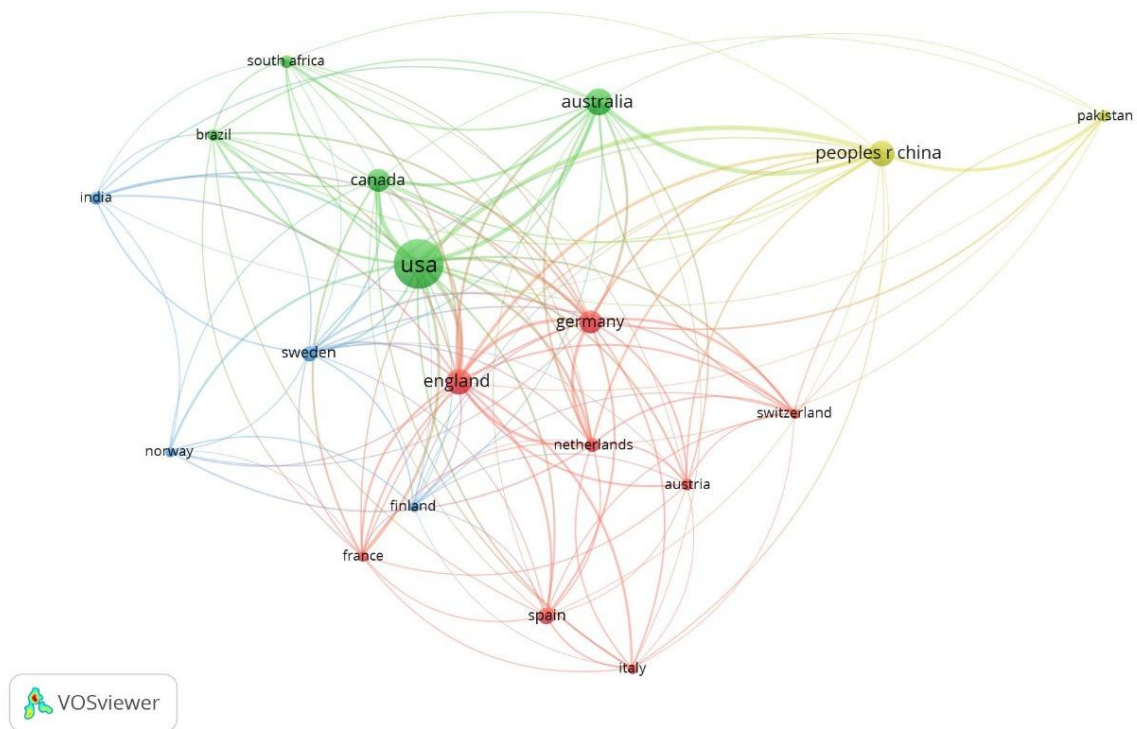 south africa
australia
pakistan
brazil
peoples r china
canada
india
usa
germany
sweden
england
switzerland
netherlands
norway
austria
finland
france
spain
italy
VOSviewer